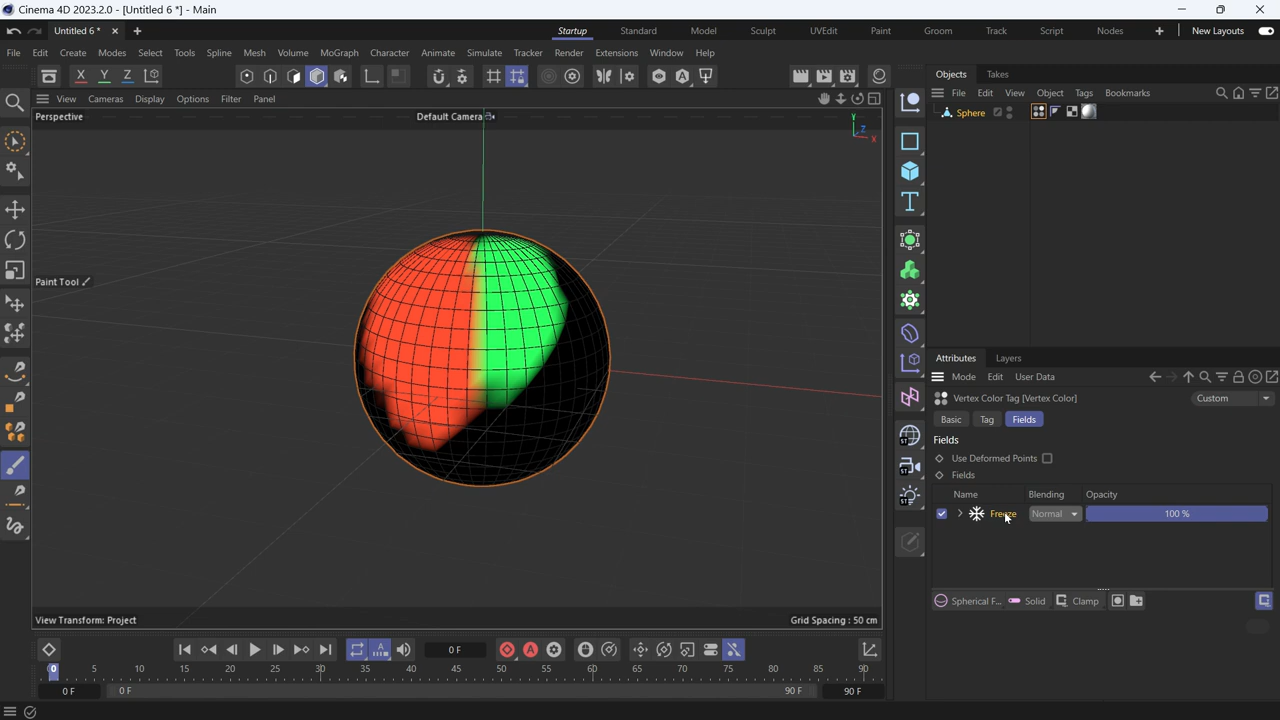 Cinema 4D 2023.2.0 - [Untitled 6 *] - Main
Untitled 6 *
Startup Standard Model Sculpt UVEdit Paint Groom Track Script Nodes New Layouts
File Edit Create Modes Select Tools Spline Mesh Volume MoGraph Character Animate Simulate Tracker Render Extensions Window Help
X Y Z
Objects Takes
View Cameras Display Options Filter Panel
File Edit View Object Tags Bookmarks
Perspective
Default Camera
Sphere
Y
Z
X
Paint Tool
Attributes Layers
Mode Edit User Data
Vertex Color Tag [Vertex Color]
Custom
Basic Tag Fields
Fields
Use Deformed Points
Fields
Name Blending Opacity
Freeze Normal 100 %
Spherical F... Solid Clamp
View Transform: Project
Grid Spacing : 50 cm
0 F
0 5 10 15 20 25 30 35 40 45 50 55 60 65 70 75 80 85 90
0 F 0 F 90 F 90 F